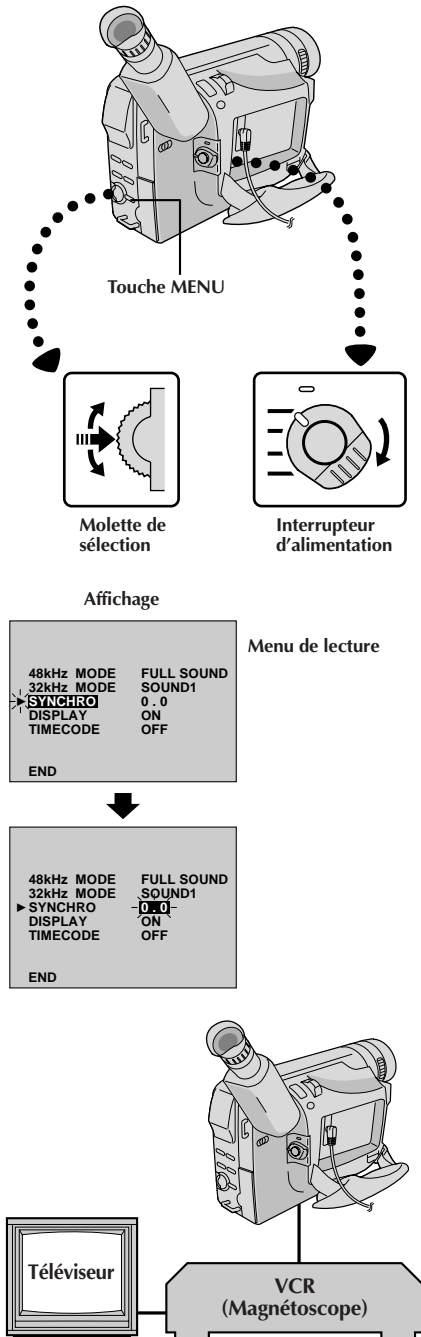 Touche MENU
Molette de
sélection
Interrupteur
d'alimentation
Affichage
Menu de lecture
48kHz MODE FULL SOUND
32kHz MODE SOUND1
►SYNCHRO 0 . 0
DISPLAY ON
TIMECODE OFF
END
48kHz MODE FULL SOUND
32kHz MODE SOUND1
►SYNCHRO 0 . 0
DISPLAY ON
TIMECODE OFF
END
Téléviseur
VCR
(Magnétoscope)